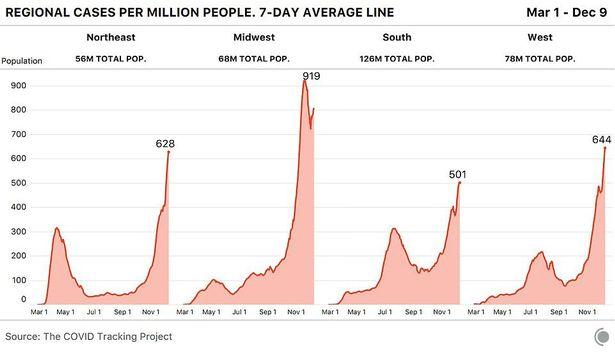 REGIONAL CASES PER MILLION PEOPLE. 7-DAY AVERAGE LINE Mar 1 - Dec 9
Northeast Midwest South West
Population 56M TOTAL POP. 68M TOTAL POP. 126M TOTAL POP. 78M TOTAL POP.
919
900
800
700
628 644
600
501
500
400
300
200
100
0
Mar 1 May 1 Jul 1 Sep 1 Nov 1 Mar 1 May 1 Jul 1 Sep 1 Nov 1 Mar 1 May 1 Jul 1 Sep 1 Nov 1 Mar 1 May 1 Jul 1 Sep 1 Nov 1
Source: The COVID Tracking Project